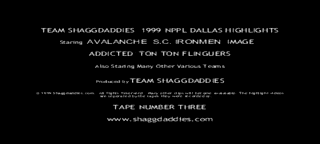 TEAM SHAGGDADDIES 1999 NPPL DALLAS HIGHLIGHTS
Staring AVALANCHE S.C. IRONMEN IMAGE
ADDICTED TON TON FLINGUERS
Also Staring Many Other Various Teams
Produced by TEAM SHAGGDADDIES
TAPE NUMBER THREE
www.shaggdaddies.com